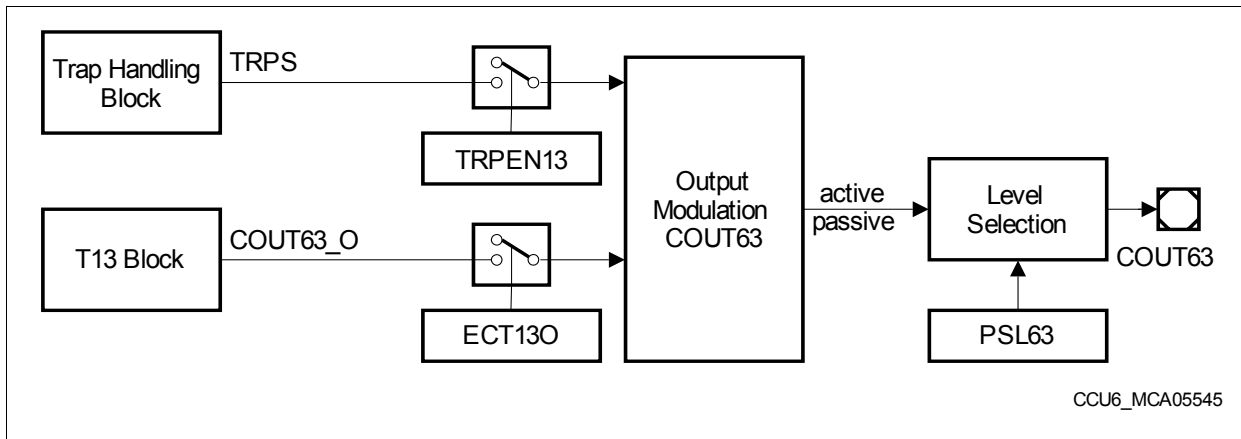 Trap Handling
Block
TRPS
TRPEN13
T13 Block
COUT63_O
ECT13O
Output
Modulation
COUT63
active
passive
Level
Selection
COUT63
PSL63
CCU6_MCA05545